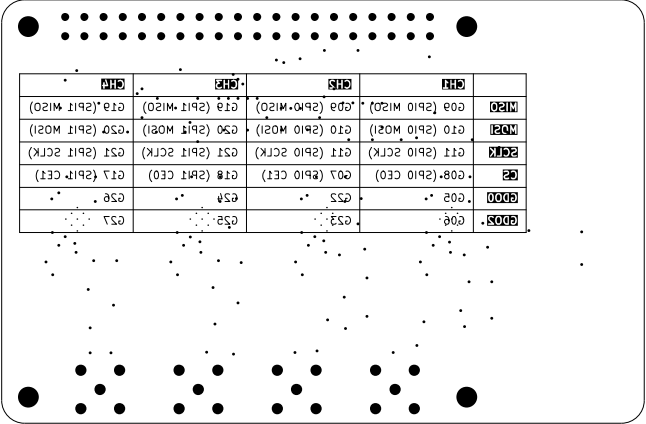 CH1 CH2 CH3 CH4
MISO G09 (SPI0 MISO) G09 (SPI0 MISO) G19 (SPI1 MISO) G19 (SPI1 MISO)
MOSI G10 (SPI0 MOSI) G10 (SPI0 MOSI) G20 (SPI1 MOSI) G20 (SPI1 MOSI)
SCLK G11 (SPI0 SCLK) G11 (SPI0 SCLK) G21 (SPI1 SCLK) G21 (SPI1 SCLK)
CS G08 (SPI0 CE0) G07 (SPI0 CE1) G18 (SPI1 CE0) G17 (SPI1 CE1)
GDO0 G05 G22 G24 G26
GDO2 G06 G23 G25 G27